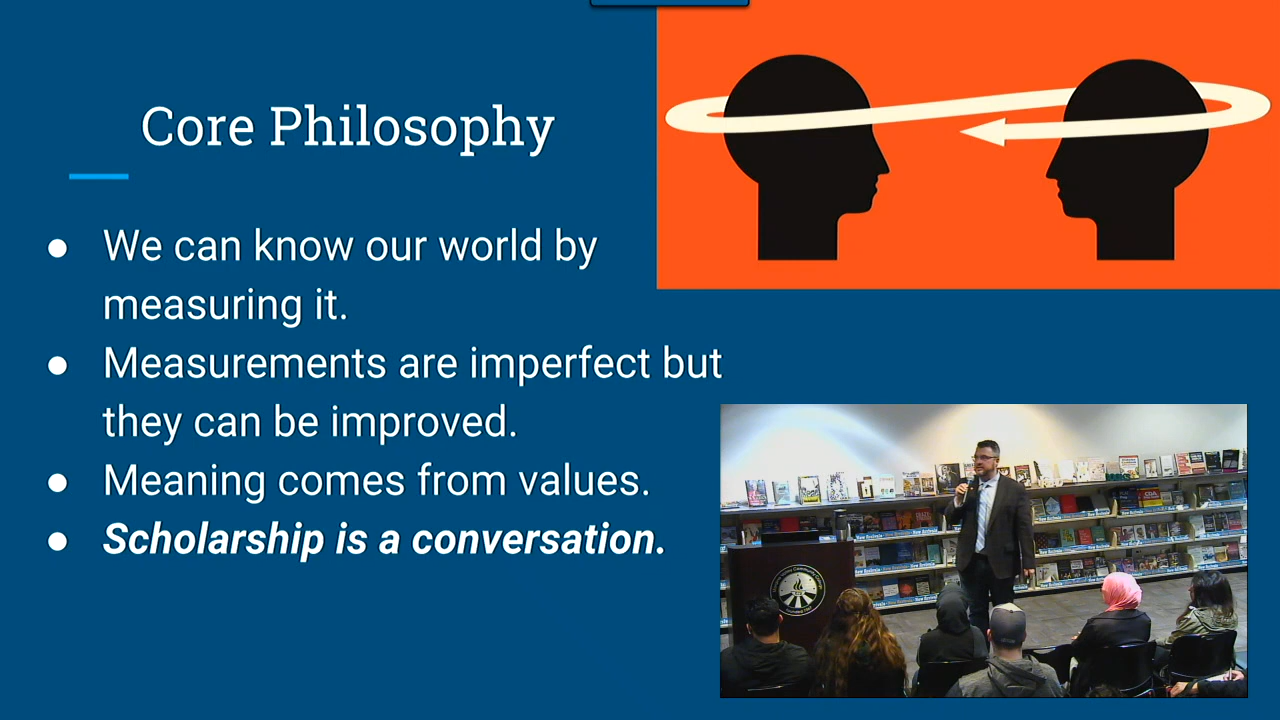 Core Philosophy
● We can know our world by
measuring it.
● Measurements are imperfect but
they can be improved.
● Meaning comes from values.
● Scholarship is a conversation.